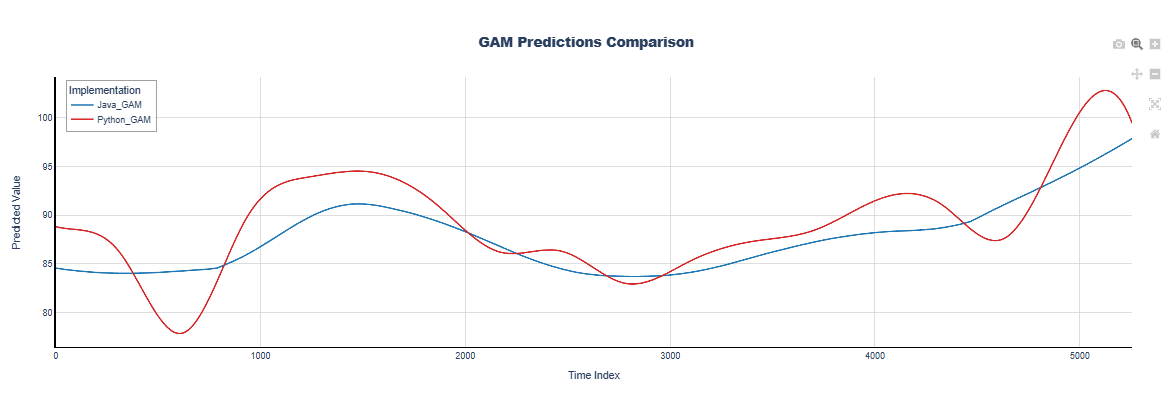 GAM Predictions Comparison
Implementation
Java_GAM
Python_GAM
100
95
90
85
80
Predicted Value
0 1000 2000 3000 4000 5000
Time Index